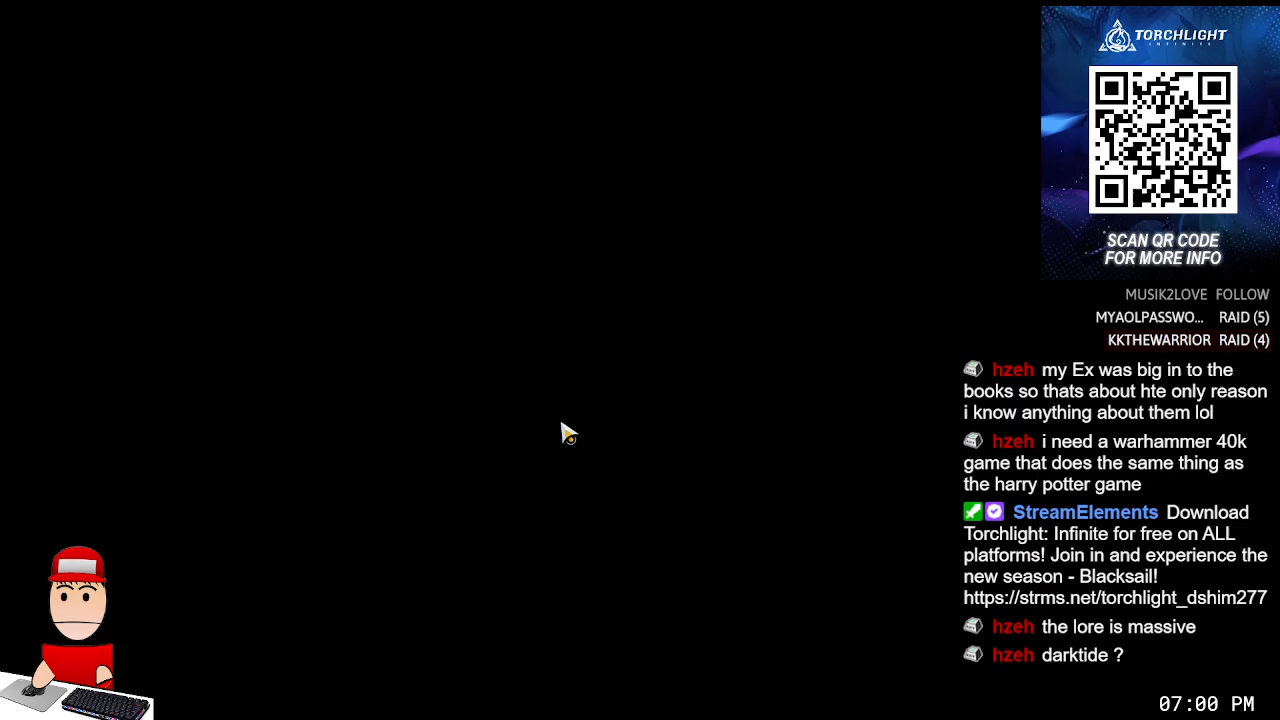 TORCHLIGHT
INFINITE
SCAN QR CODE
FOR MORE INFO
MUSIK2LOVE FOLLOW
MYAOLPASSWO... RAID (5)
KKTHEWARRIOR RAID (4)
hzeh my Ex was big in to the
books so thats about hte only reason
i know anything about them lol
hzeh i need a warhammer 40k
game that does the same thing as
the harry potter game
StreamElements Download
Torchlight: Infinite for free on ALL
platforms! Join in and experience the
new season - Blacksail!
https://strms.net/torchlight_dshim277
hzeh the lore is massive
hzeh darktide ?
07:00 PM